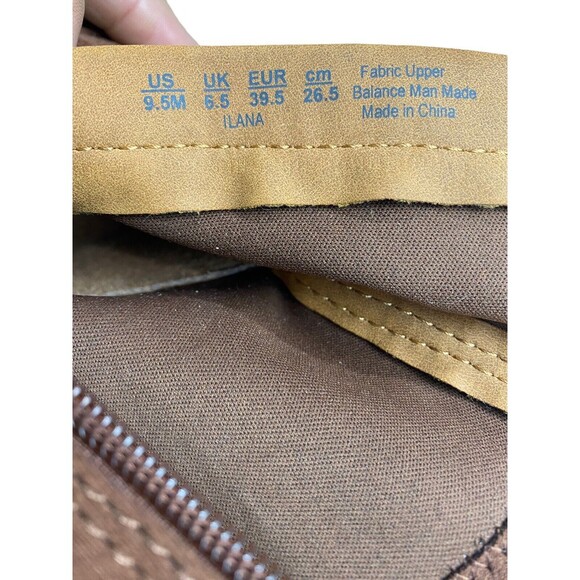 US UK EUR cm
9.5M 6.5 39.5 26.5
ILANA
Fabric Upper
Balance Man Made
Made in China